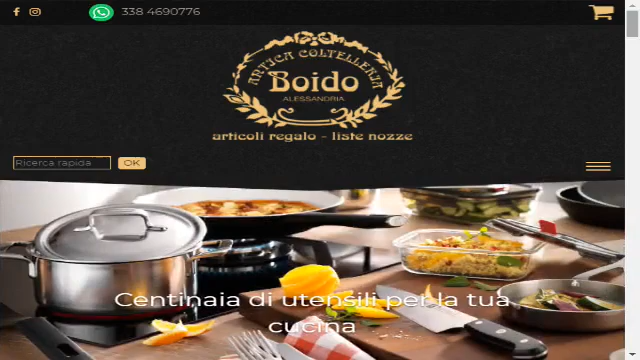 338 4690776
ANTICA COLTELLERIA
Boido
ALESSANDRIA
articoli regalo - liste nozze
Ricerca rapida
OK
Centinaia di utensili per la tua
cucina